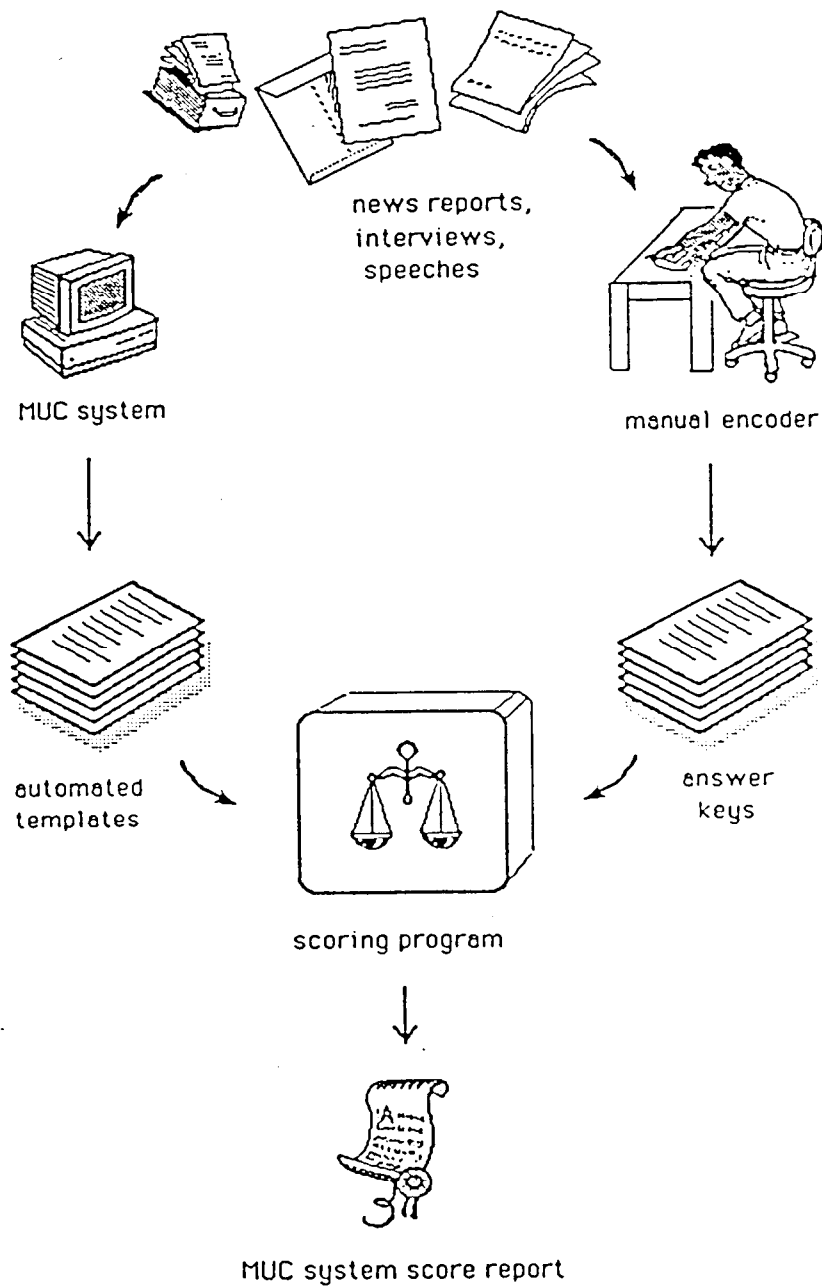 news reports,
interviews,
speeches
MUC system
manual encoder
automated
templates
answer
keys
scoring program
MUC system score report